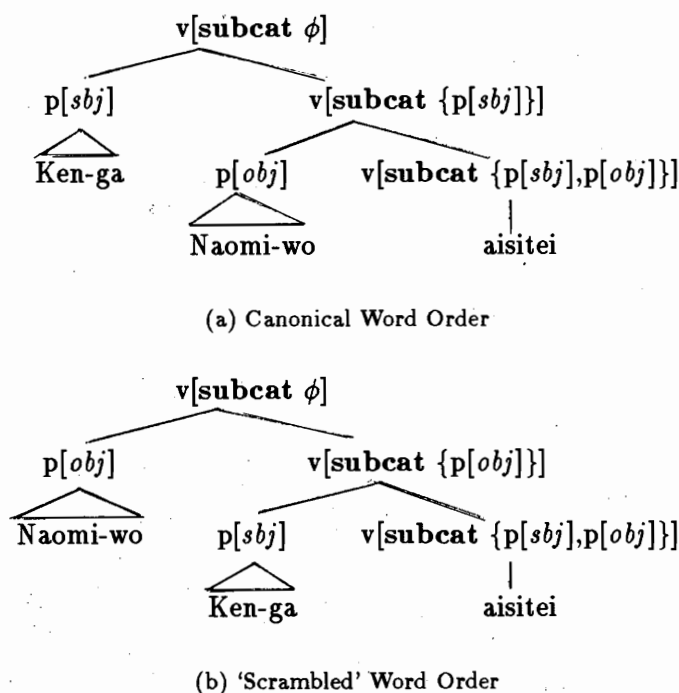 v[subcat ϕ]
p[sbj] v[subcat {p[sbj]}]
Ken-ga p[obj] v[subcat {p[sbj],p[obj]}]
Naomi-wo aisitei
(a) Canonical Word Order
v[subcat ϕ]
p[obj] v[subcat {p[obj]}]
Naomi-wo p[sbj] v[subcat {p[sbj],p[obj]}]
Ken-ga aisitei
(b) 'Scrambled' Word Order